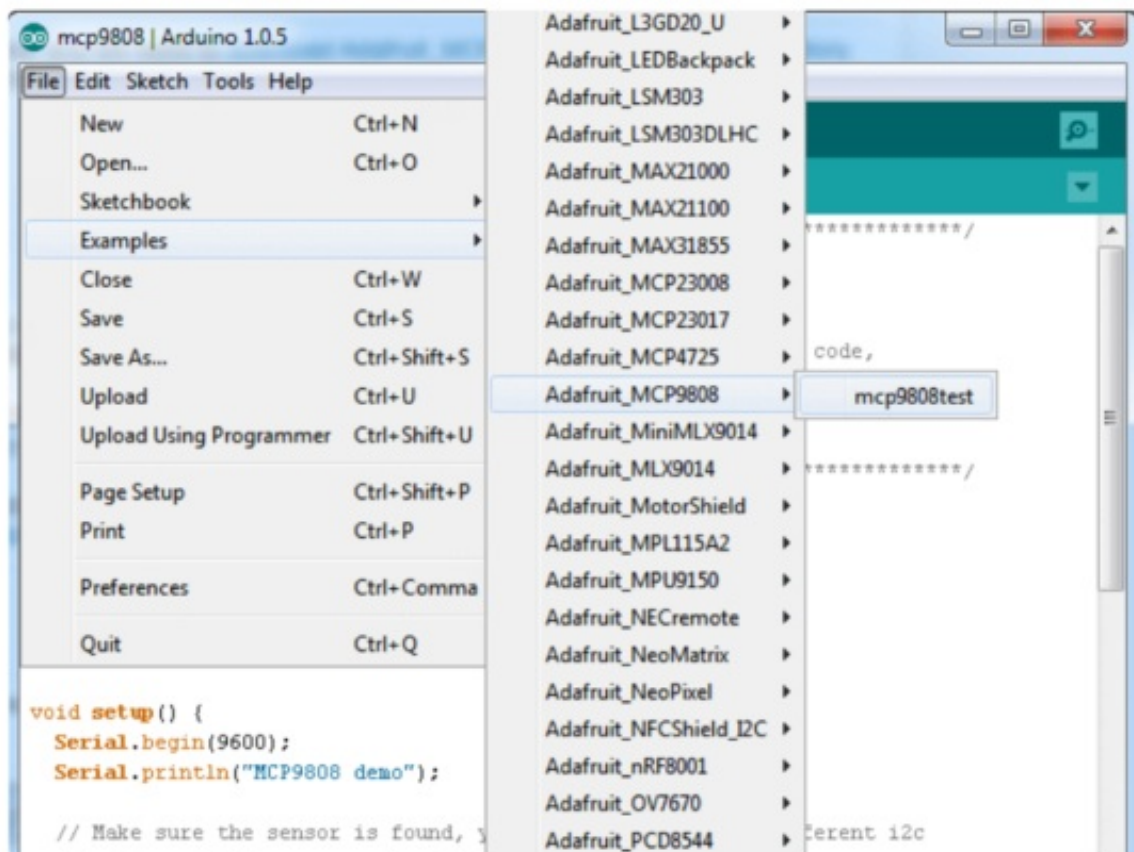 mcp9808 | Arduino 1.0.5
File Edit Sketch Tools Help
New Ctrl+N
Open... Ctrl+O
Sketchbook
Examples
Close Ctrl+W
Save Ctrl+S
Save As... Ctrl+Shift+S
Upload Ctrl+U
Upload Using Programmer Ctrl+Shift+U
Page Setup Ctrl+Shift+P
Print Ctrl+P
Preferences Ctrl+Comma
Quit Ctrl+Q
Adafruit_L3GD20_U
Adafruit_LEDBackpack
Adafruit_LSM303
Adafruit_LSM303DLHC
Adafruit_MAX21000
Adafruit_MAX21100
Adafruit_MAX31855
Adafruit_MCP23008
Adafruit_MCP23017
Adafruit_MCP4725
Adafruit_MCP9808
Adafruit_MiniMLX9014
Adafruit_MLX9014
Adafruit_MotorShield
Adafruit_MPL115A2
Adafruit_MPU9150
Adafruit_NECremote
Adafruit_NeoMatrix
Adafruit_NeoPixel
Adafruit_NFCShield_I2C
Adafruit_nRF8001
Adafruit_OV7670
Adafruit_PCD8544
mcp9808test
*************/
code,
*************/
void setup() {
Serial.begin(9600);
Serial.println("MCP9808 demo");
// Make sure the sensor is found, y
ferent i2c